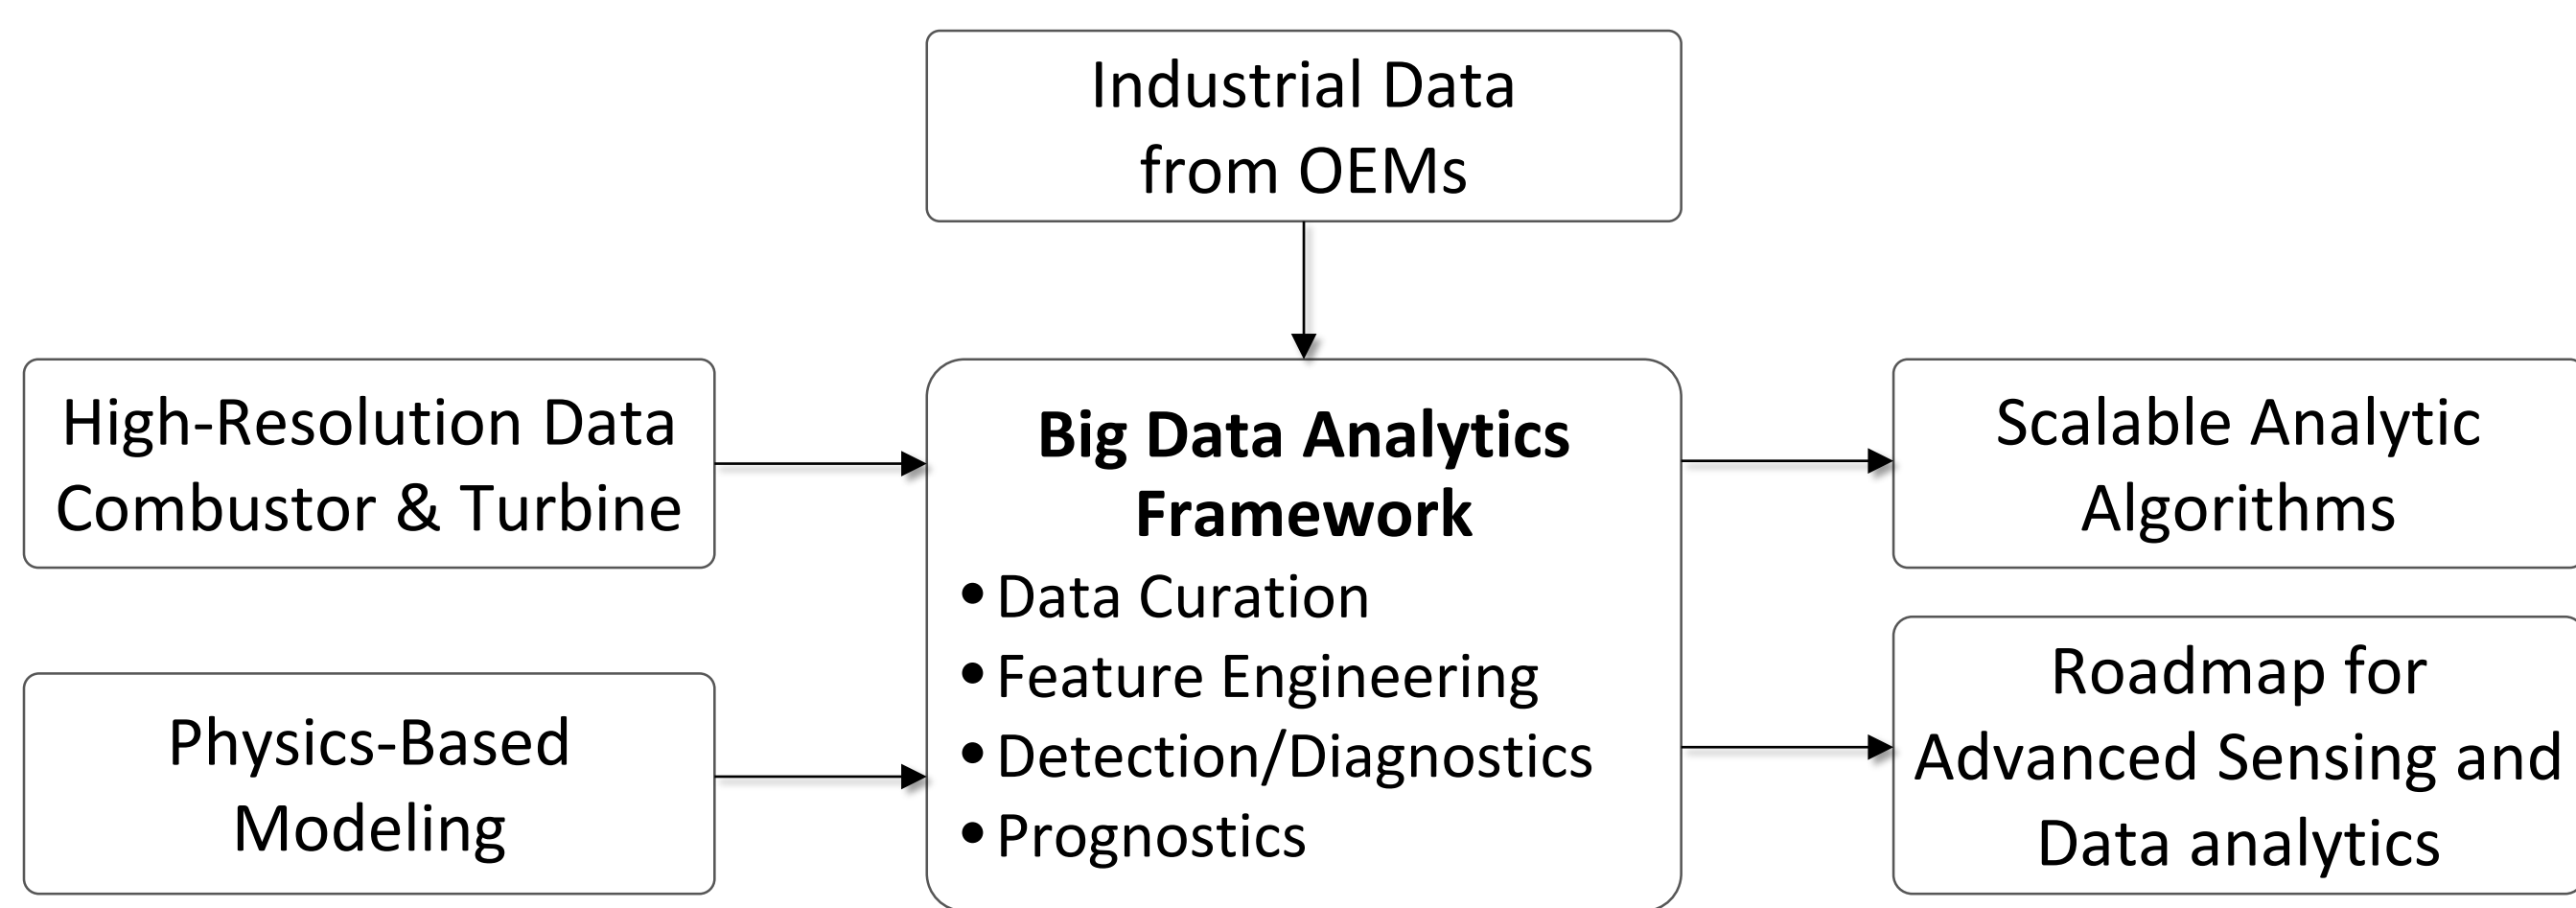 Industrial Data
from OEMs
High-Resolution Data
Combustor & Turbine
Physics-Based
Modeling
Big Data Analytics
Framework
• Data Curation
• Feature Engineering
• Detection/Diagnostics
• Prognostics
Scalable Analytic
Algorithms
Roadmap for
Advanced Sensing and
Data analytics